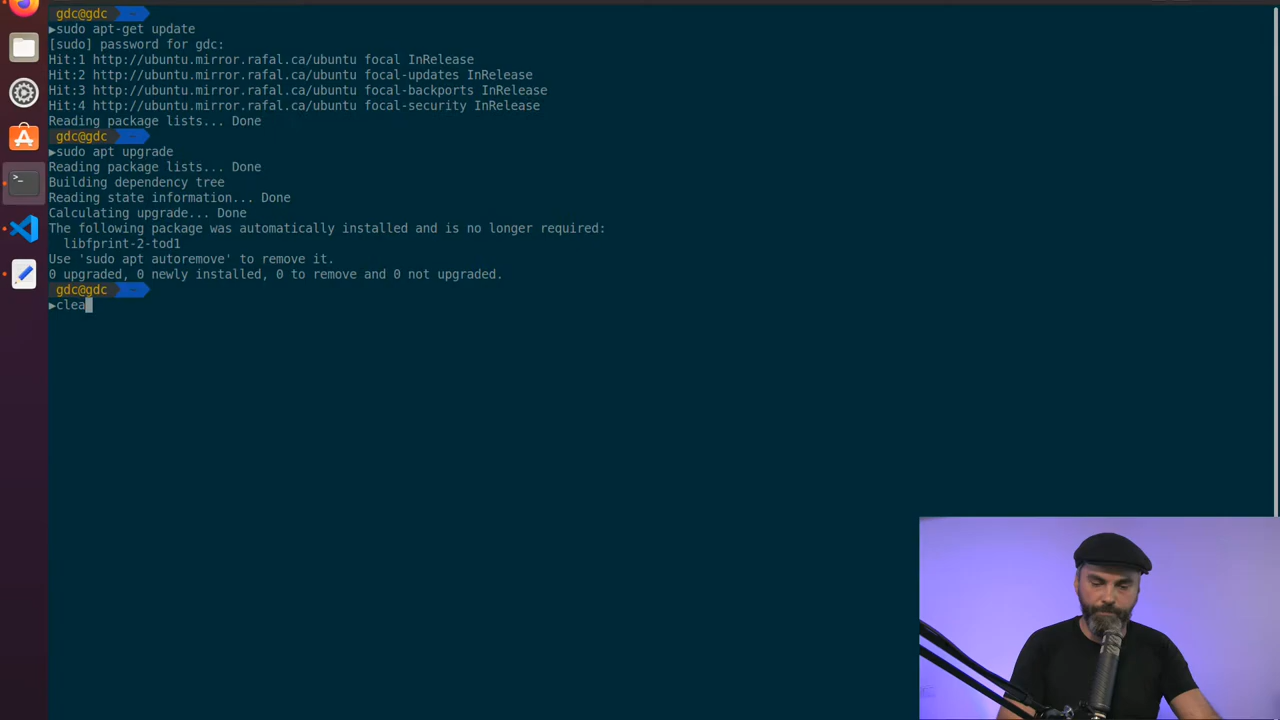 gdc@gdc ~
▶sudo apt-get update
[sudo] password for gdc:
Hit:1 http://ubuntu.mirror.rafal.ca/ubuntu focal InRelease
Hit:2 http://ubuntu.mirror.rafal.ca/ubuntu focal-updates InRelease
Hit:3 http://ubuntu.mirror.rafal.ca/ubuntu focal-backports InRelease
Hit:4 http://ubuntu.mirror.rafal.ca/ubuntu focal-security InRelease
Reading package lists... Done
gdc@gdc ~
▶sudo apt upgrade
Reading package lists... Done
Building dependency tree
Reading state information... Done
Calculating upgrade... Done
The following package was automatically installed and is no longer required:
libfprint-2-tod1
Use 'sudo apt autoremove' to remove it.
0 upgraded, 0 newly installed, 0 to remove and 0 not upgraded.
gdc@gdc ~
▶clea